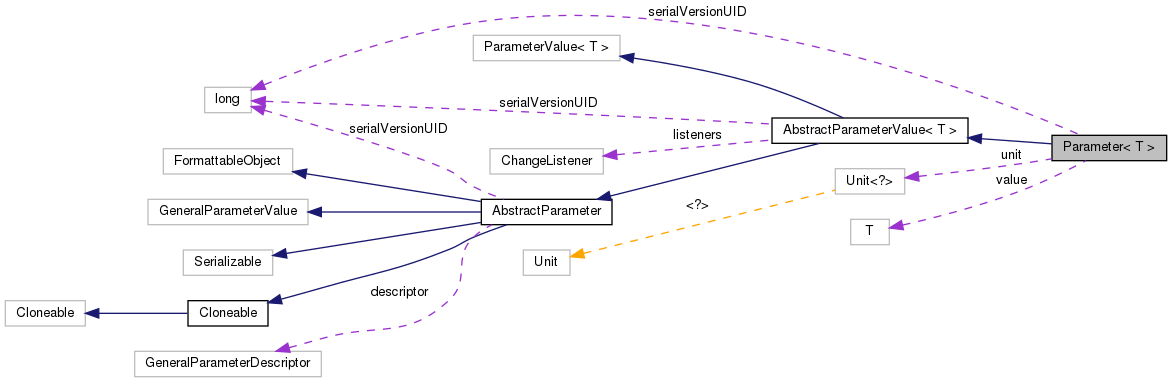 serialVersionUID
ParameterValue< T >
long
serialVersionUID
serialVersionUID
AbstractParameterValue< T >
listeners
Parameter< T >
FormattableObject
ChangeListener
unit
Unit<?>
value
GeneralParameterValue
AbstractParameter
<?>
T
Serializable
Unit
descriptor
Cloneable
Cloneable
GeneralParameterDescriptor